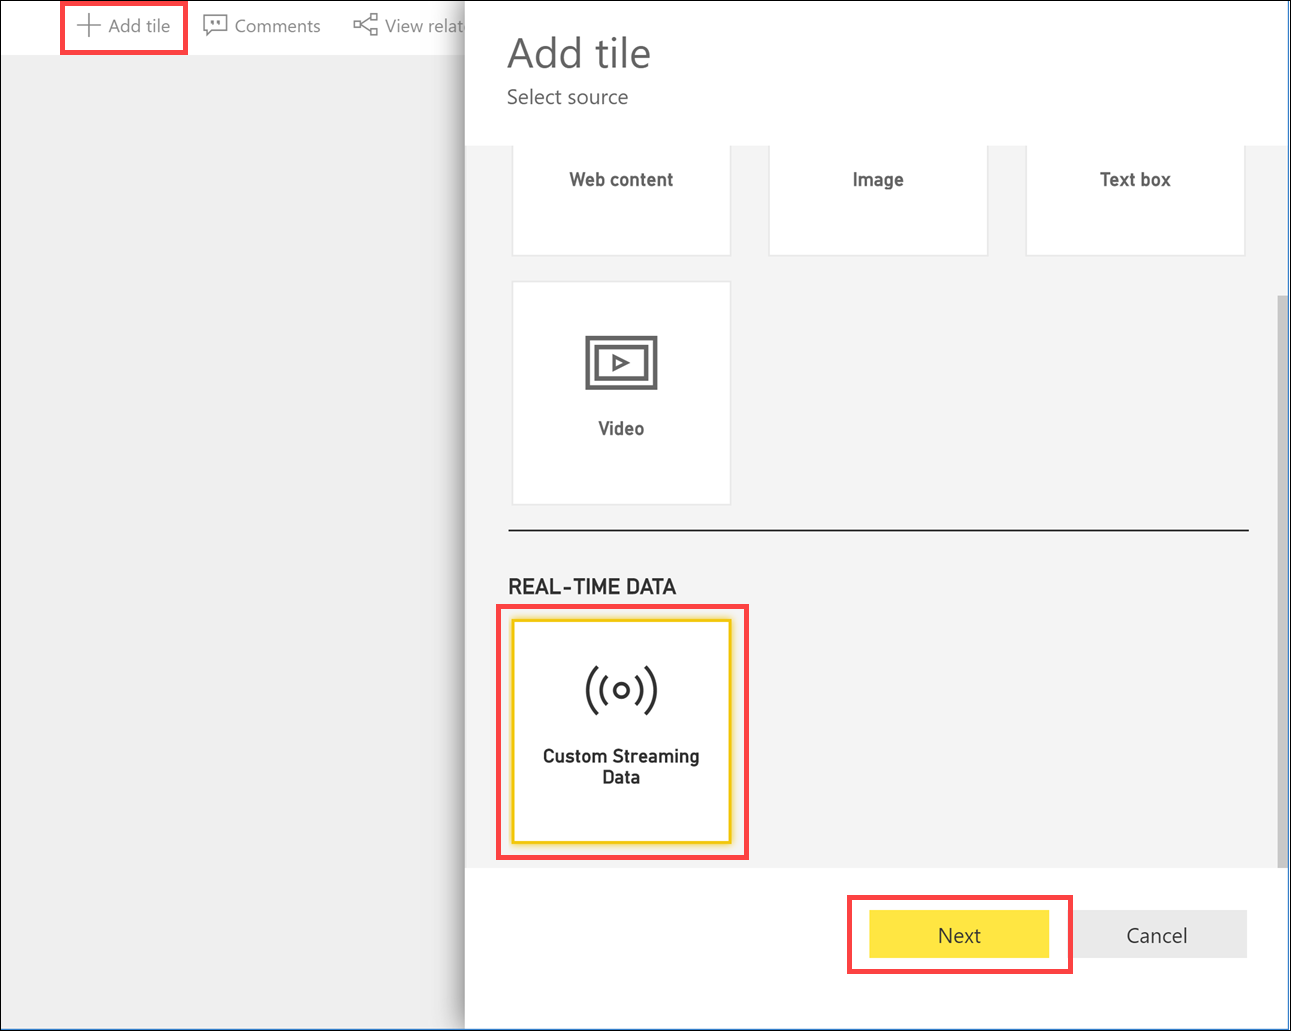 Add tile
Comments
View relat
Add tile
Select source
Web content
Image
Text box
Video
REAL-TIME DATA
Custom Streaming
Data
Next
Cancel